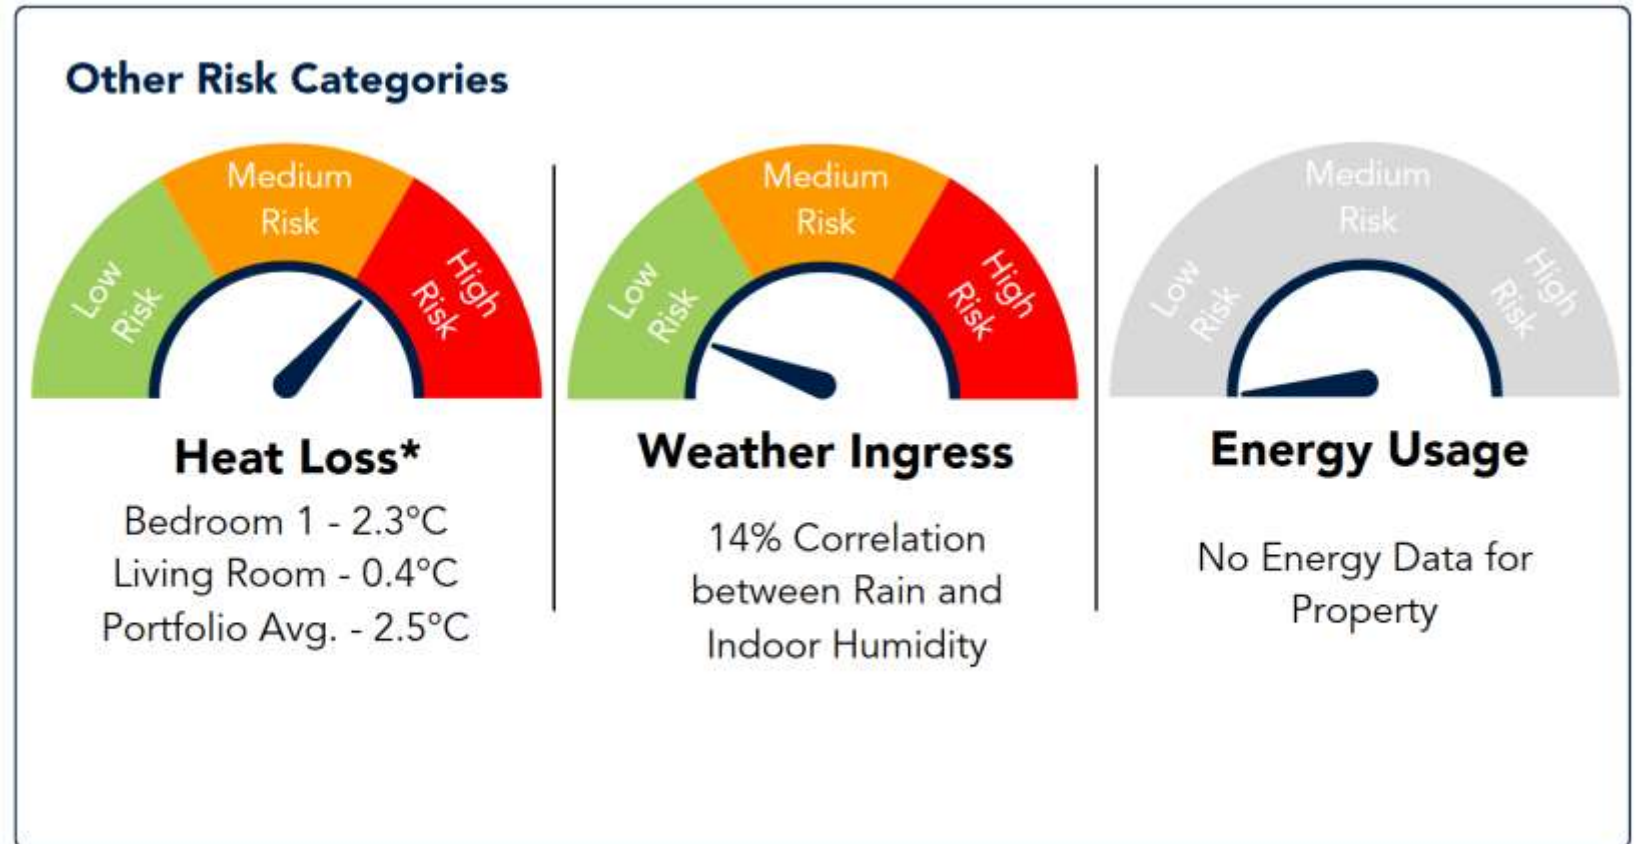 Other Risk Categories
Medium
Risk
Low
Risk
High
Risk
Heat Loss*
Bedroom 1 - 2.3°C
Living Room - 0.4°C
Portfolio Avg. - 2.5°C
Medium
Risk
Low
Risk
High
Risk
Weather Ingress
14% Correlation
between Rain and
Indoor Humidity
Medium
Risk
Low
Risk
High
Risk
Energy Usage
No Energy Data for
Property